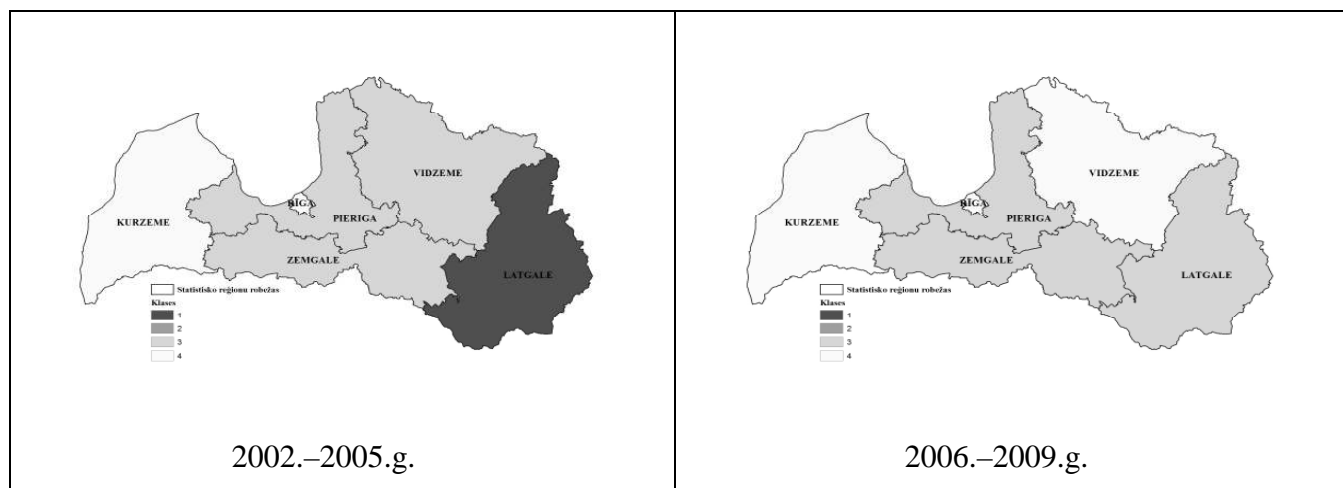 VIDZEME
RĪGA
PIERIGA
KURZEME
ZEMGALE
LATGALE
Statistisko reģionu robežas
Klases
1
2
3
4
2002.–2005.g.
VIDZEME
RĪGA
PIERIGA
KURZEME
ZEMGALE
LATGALE
Statistisko reģionu robežas
Klases
1
2
3
4
2006.–2009.g.